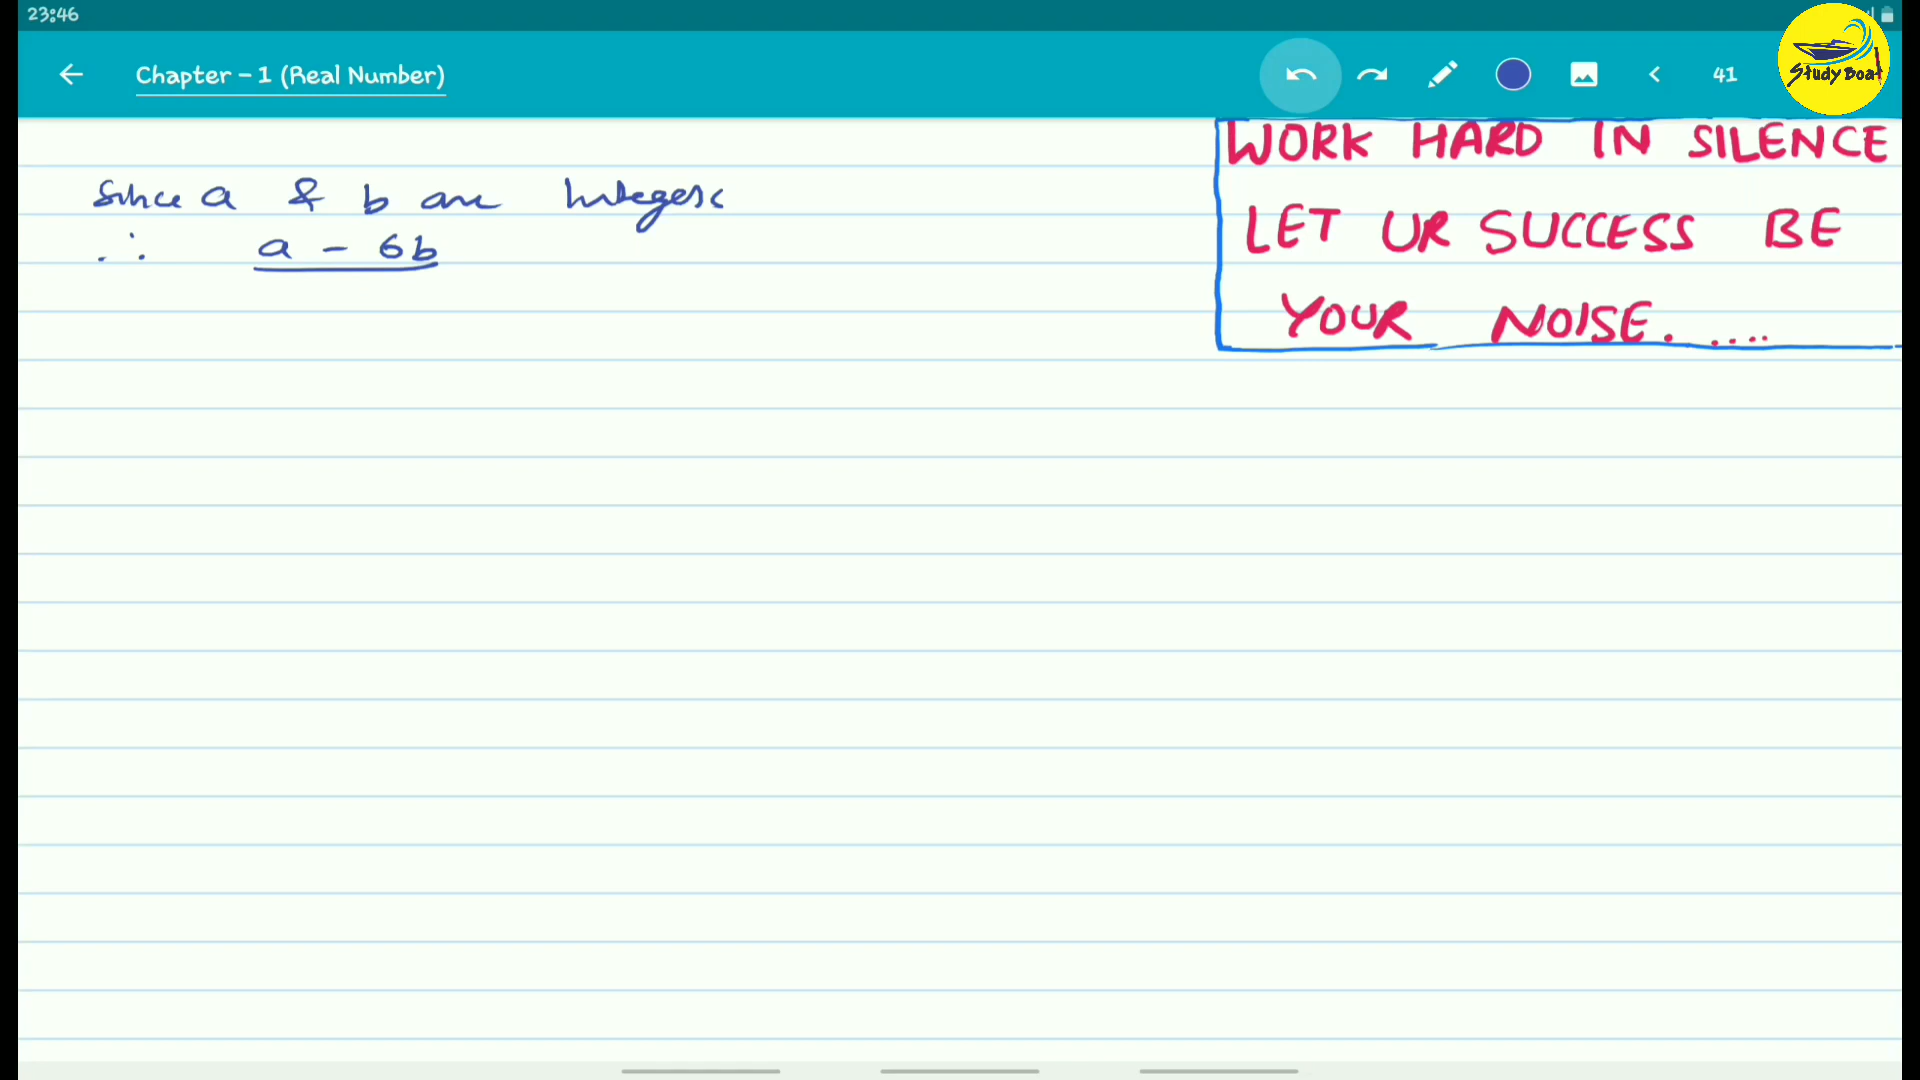 23:46
Chapter - 1 (Real Number)
41
Study Boat
WORK HARD IN SILENCE
LET UR SUCCESS BE
YOUR NOISE. ....
Since a & b are Integers
∴ a - 6b